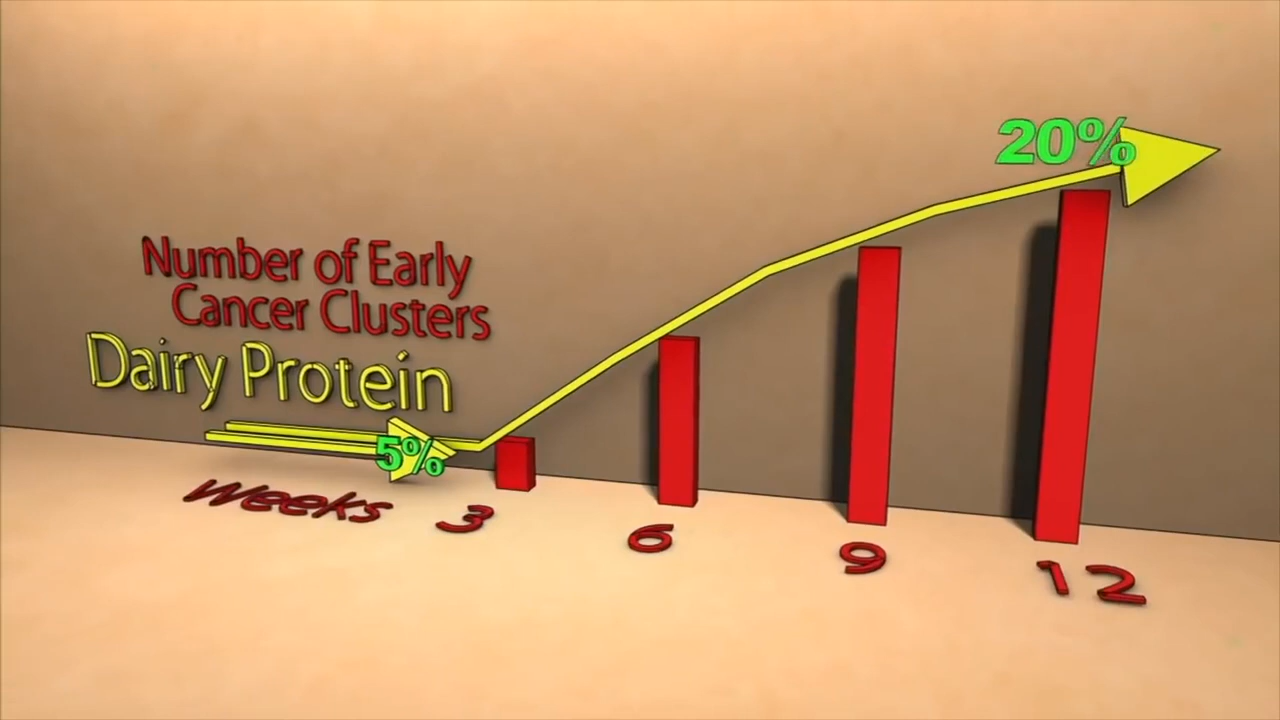 20%
Number of Early
Cancer Clusters
Dairy Protein
5%
Weeks 3 6 9 12